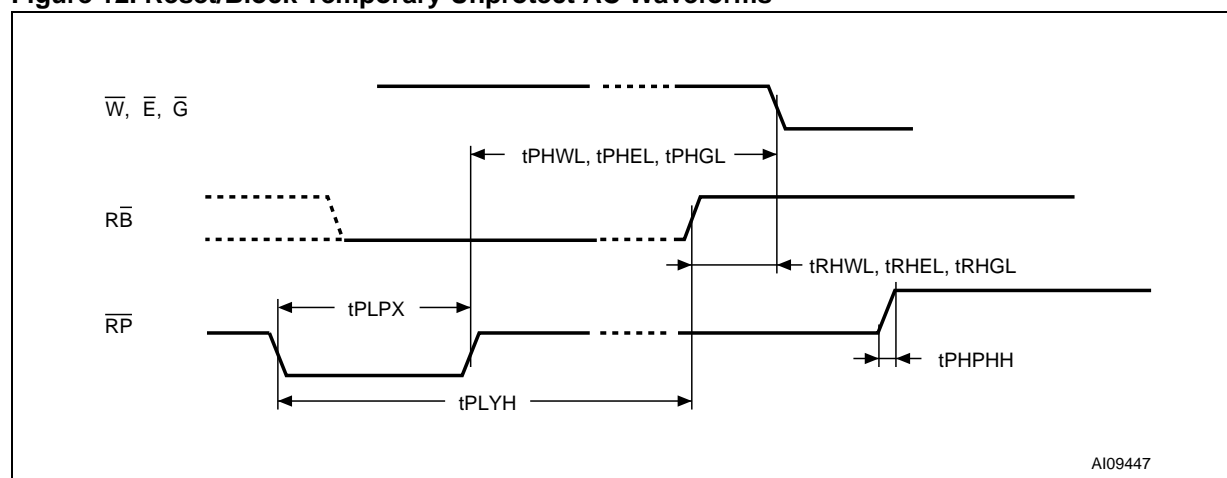 Figure 12. Reset/Block Temporary Unprotect AC Waveforms
W̅, E̅, G̅
tPHWL, tPHEL, tPHGL
RB̅
tRHWL, tRHEL, tRHGL
tPLPX
R̅P̅
tPHPHH
tPLYH
AI09447